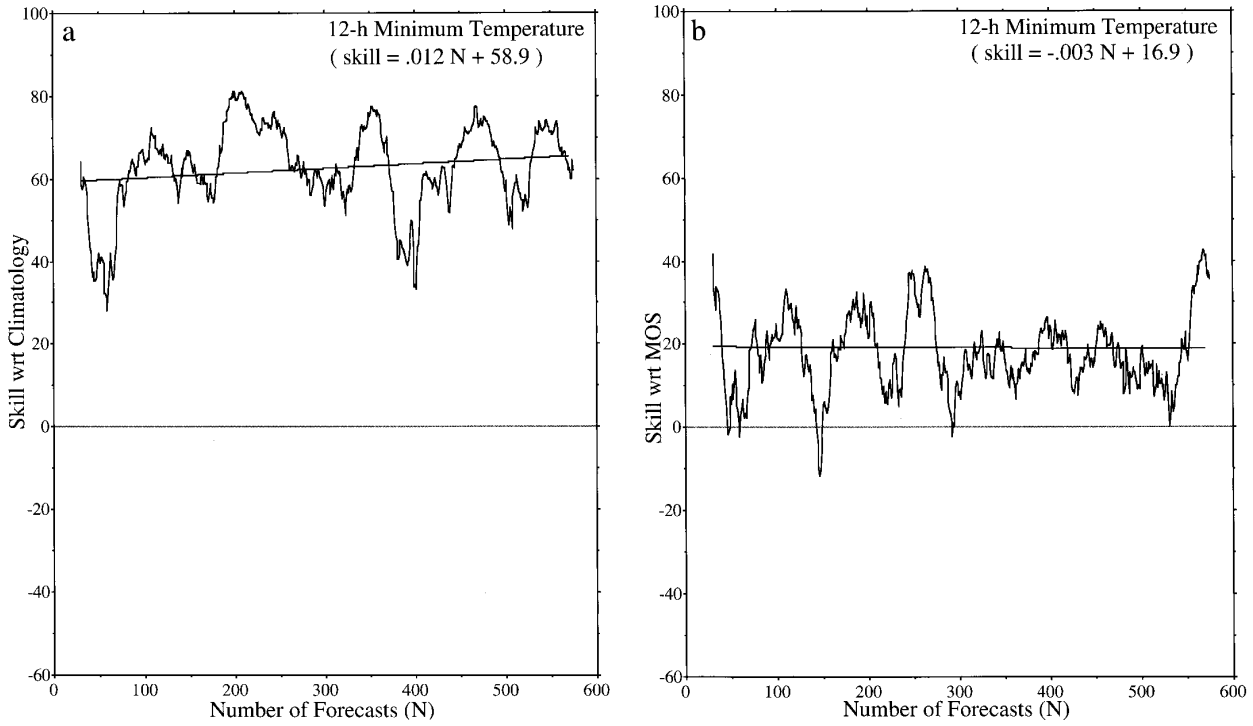 a
12-h Minimum Temperature
( skill = .012 N + 58.9 )
100
80
60
40
20
0
-20
-40
-60
Skill wrt Climatology
0 100 200 300 400 500 600
Number of Forecasts (N)
b
12-h Minimum Temperature
( skill = -.003 N + 16.9 )
100
80
60
40
20
0
-20
-40
-60
Skill wrt MOS
0 100 200 300 400 500 600
Number of Forecasts (N)